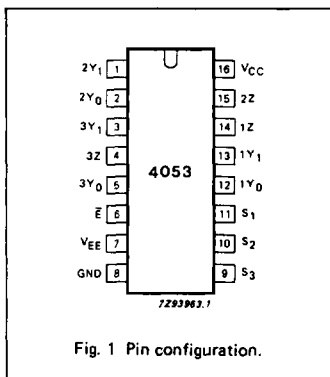 2Y1 1 16 VCC
2Y0 2 15 2Z
3Y1 3 14 1Z
3Z 4 13 1Y1
4053
3Y0 5 12 1Y0
E̅ 6 11 S1
VEE 7 10 S2
GND 8 9 S3
7Z93963.1
Fig. 1 Pin configuration.